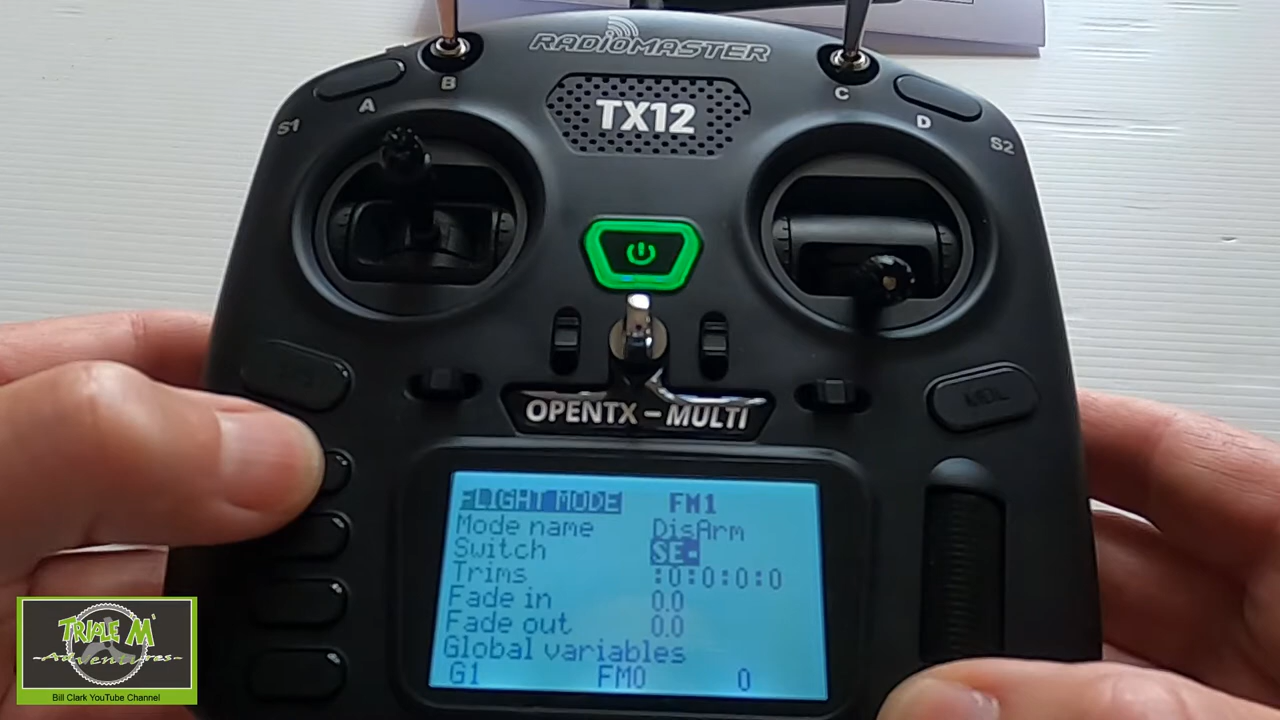 RADIOMASTER
B
C
A
D
S1
S2
TX12
MDL
OPENTX - MULTI
FLIGHT MODE FM1
Mode name DisArm
Switch SE-
Trims :0:0:0:0
Fade in 0.0
Fade out 0.0
Global variables
G1 FM0 0
TRIPLE M'
-Adventures-
Bill Clark YouTube Channel